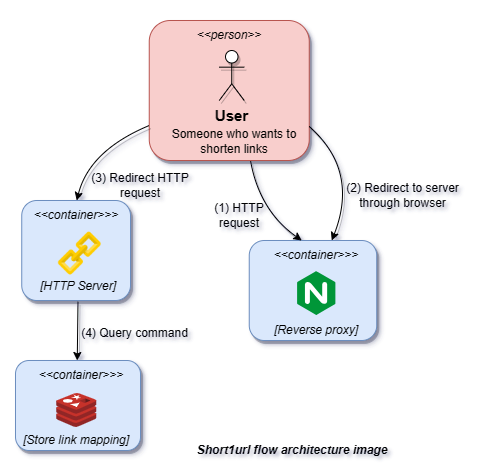 <<person>>
User
Someone who wants to
shorten links
(3) Redirect HTTP
request
(1) HTTP
request
(2) Redirect to server
through browser
<<container>>>
[HTTP Server]
<<container>>>
N
[Reverse proxy]
(4) Query command
<<container>>>
[Store link mapping]
Short1url flow architecture image